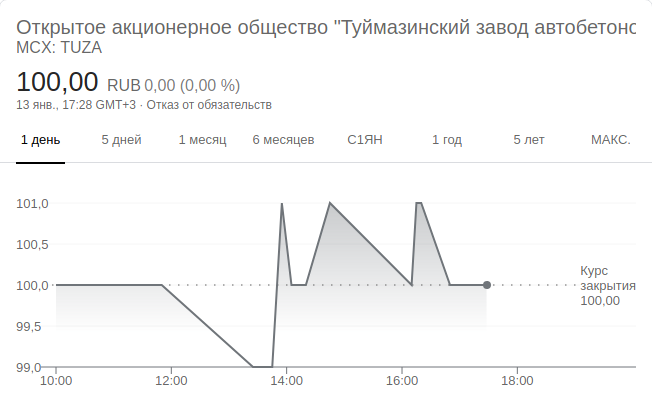 Открытое акционерное общество "Туймазинский завод автобетоно
MCX: TUZA
100,00 RUB 0,00 (0,00 %)
13 янв., 17:28 GMT+3 · Отказ от обязательств
1 день 5 дней 1 месяц 6 месяцев С1ЯН 1 год 5 лет МАКС.
101,0
100,5
100,0
99,5
99,0
Курс
закрытия
100,00
10:00 12:00 14:00 16:00 18:00